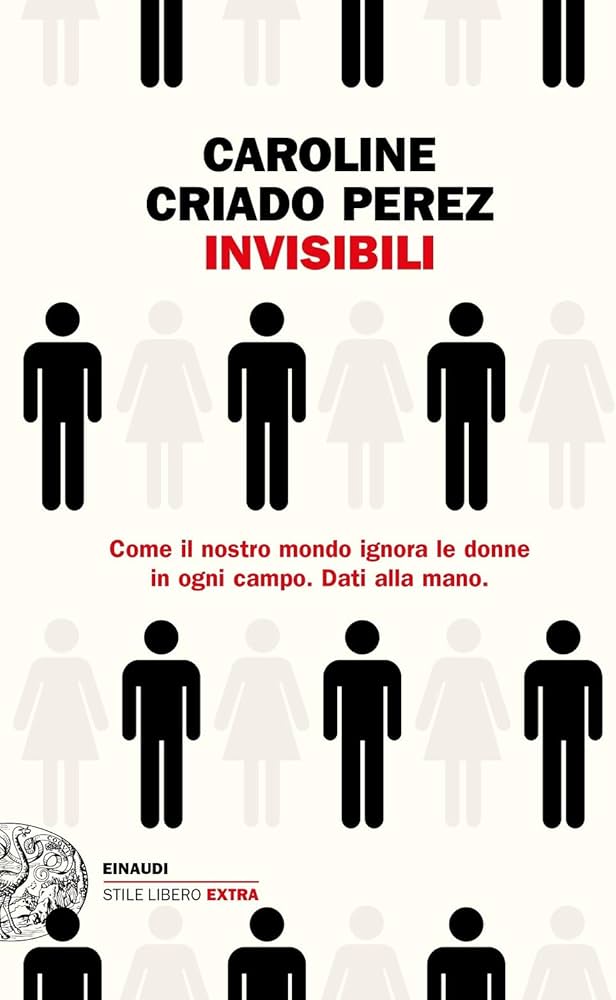 CAROLINE
CRIADO PEREZ
INVISIBILI
Come il nostro mondo ignora le donne
in ogni campo. Dati alla mano.
EINAUDI
STILE LIBERO EXTRA